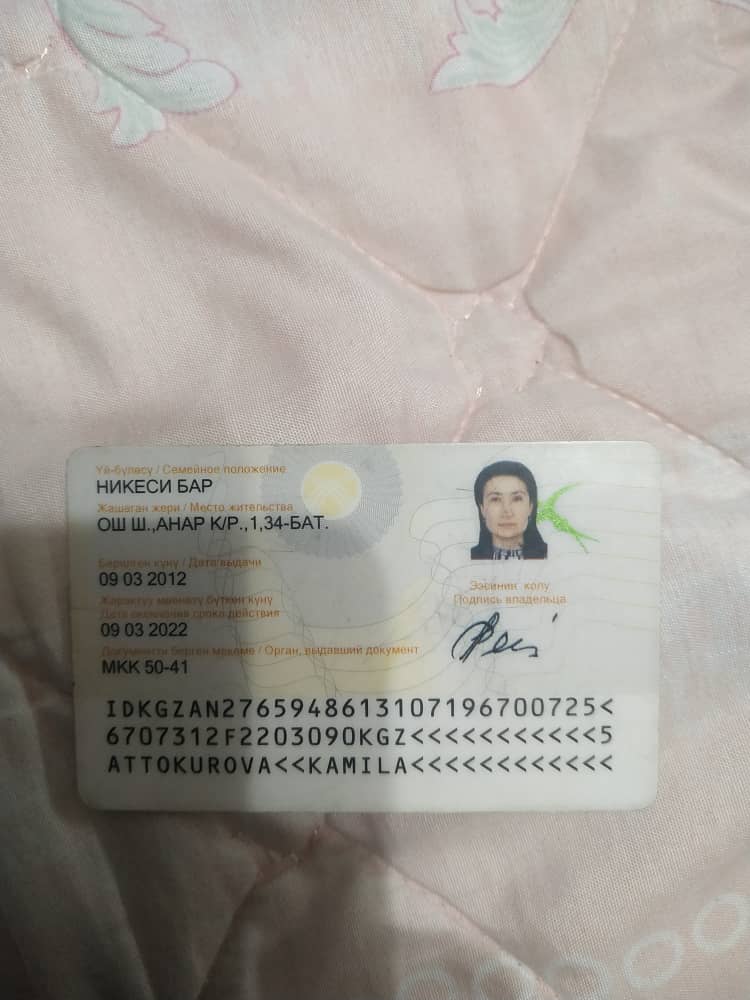 Үй-бүлөсү / Семейное положение
НИКЕСИ БАР
Жашаган жери / Место жительства
ОШ Ш.,АНАР К/Р.,1,34-БАТ.
Берилген күнү / Дата выдачи
09 03 2012
Жарактуу мөөнөтү бүткөн күнү
Дата окончания срока действия
09 03 2022
Документти берген мекеме / Орган, выдавший документ
МКК 50-41
Ээсинин колу
Подпись владельца
IDKGZAN2765948613107196700725<
6707312F2203090KGZ<<<<<<<<<<<5
ATTOKUROVA<<KAMILA<<<<<<<<<<<<